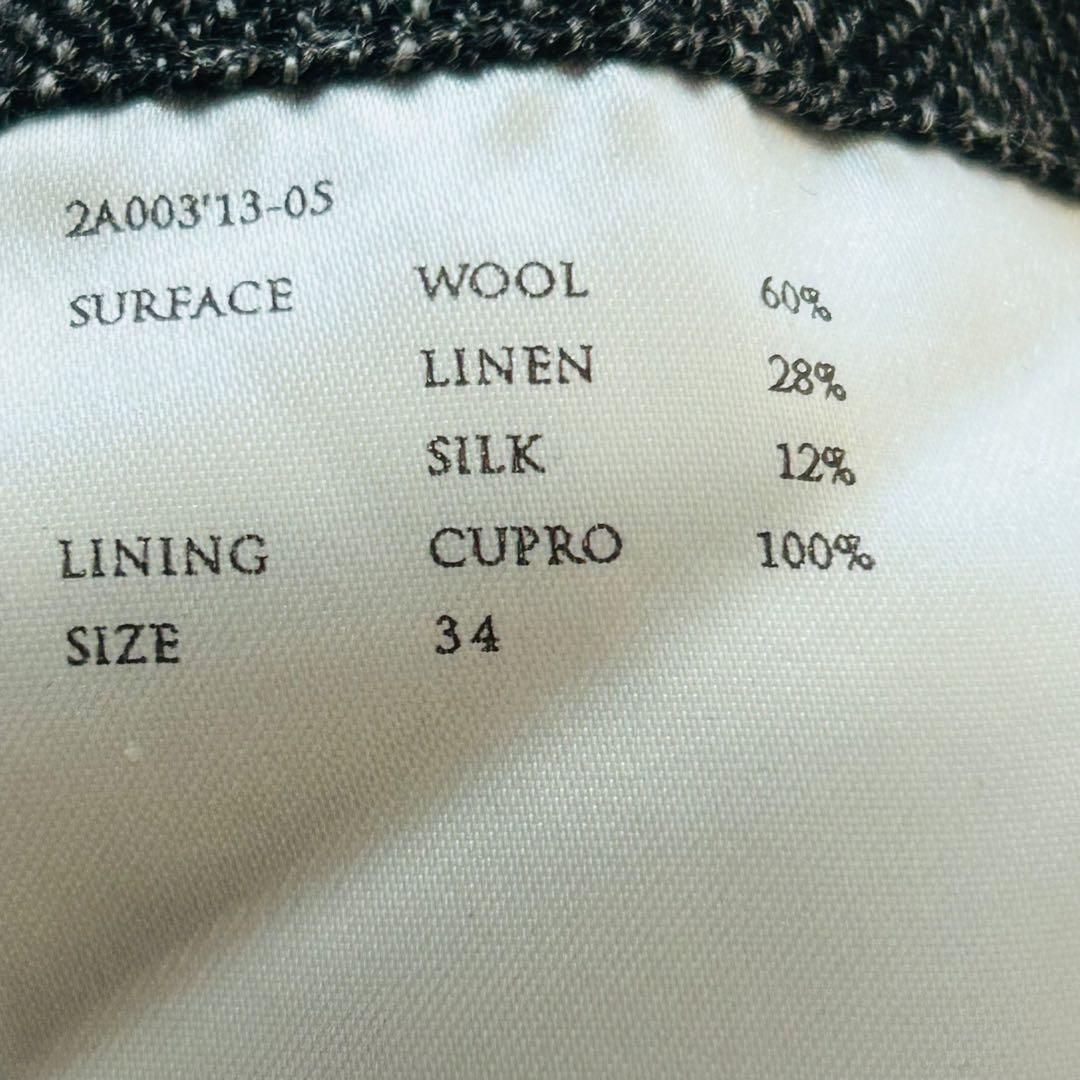 2A003'13-05
SURFACE WOOL 60%
LINEN 28%
SILK 12%
LINING CUPRO 100%
SIZE 34